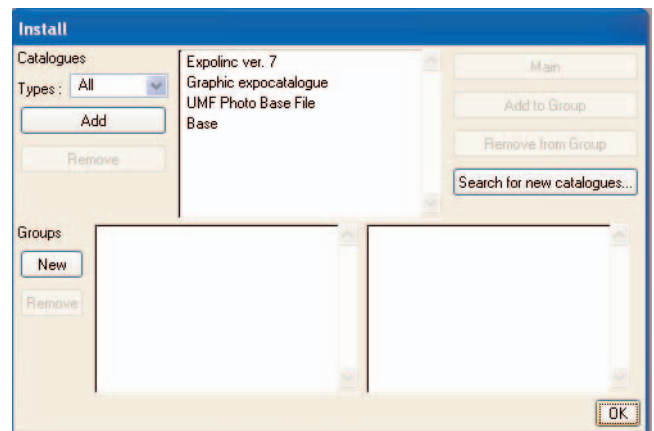 Install
Catalogues
Types : All
Add
Remove
Expolinc ver. 7
Graphic expocatalogue
UMF Photo Base File
Base
Main
Add to Group
Remove from Group
Search for new catalogues...
Groups
New
Remove
OK